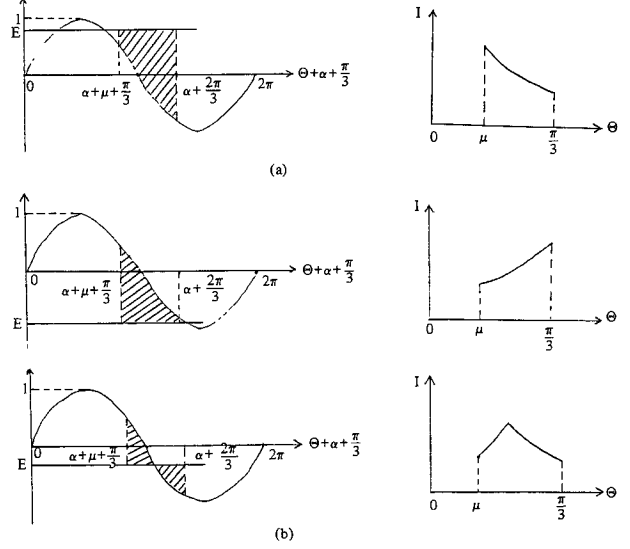 1
E
0
α+μ+π/3
α+2π/3
2π
Θ+α+π/3
I
0
μ
π/3
Θ
(a)
1
0
α+μ+π/3
α+2π/3
2π
Θ+α+π/3
E
I
0
μ
π/3
Θ
1
0
E
α+μ+π/3
α+2π/3
2π
Θ+α+π/3
I
0
μ
π/3
Θ
(b)